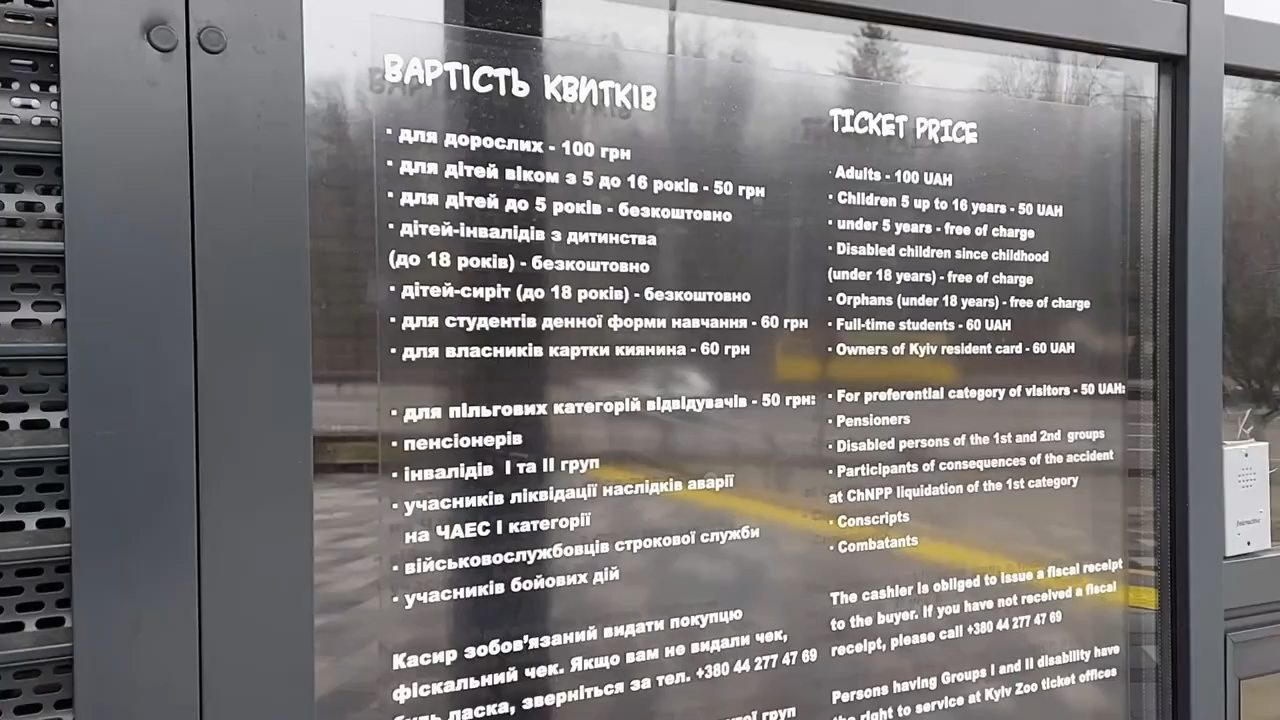 ВАРТІСТЬ КВИТКІВ
· для дорослих - 100 грн
· для дітей віком з 5 до 16 років - 50 грн
· для дітей до 5 років - безкоштовно
· дітей-інвалідів з дитинства
(до 18 років) - безкоштовно
· дітей-сиріт (до 18 років) - безкоштовно
· для студентів денної форми навчання - 60 грн
· для власників картки киянина - 60 грн
· для пільгових категорій відвідувачів - 50 грн:
· пенсіонерів
· інвалідів І та ІІ груп
· учасників ліквідації наслідків аварії
на ЧАЕС І категорії
· військовослужбовців строкової служби
· учасників бойових дій
Касир зобов'язаний видати покупцю
фіскальний чек. Якщо вам не видали чек,
будь ласка, зверніться за тел. +380 44 277 47 69
груп
TICKET PRICE
· Adults - 100 UAH
· Children 5 up to 16 years - 50 UAH
· under 5 years - free of charge
· Disabled children since childhood
(under 18 years) - free of charge
· Orphans (under 18 years) - free of charge
· Full-time students - 60 UAH
· Owners of Kyiv resident card - 60 UAH
· For preferential category of visitors - 50 UAH:
· Pensioners
· Disabled persons of the 1st and 2nd groups
· Participants of consequences of the accident
at ChNPP liquidation of the 1st category
· Conscripts
· Combatants
The cashier is obliged to issue a fiscal receipt
to the buyer. If you have not received a fiscal
receipt, please call +380 44 277 47 69
Persons having Groups I and II disability have
the right to service at Kyiv Zoo ticket offices